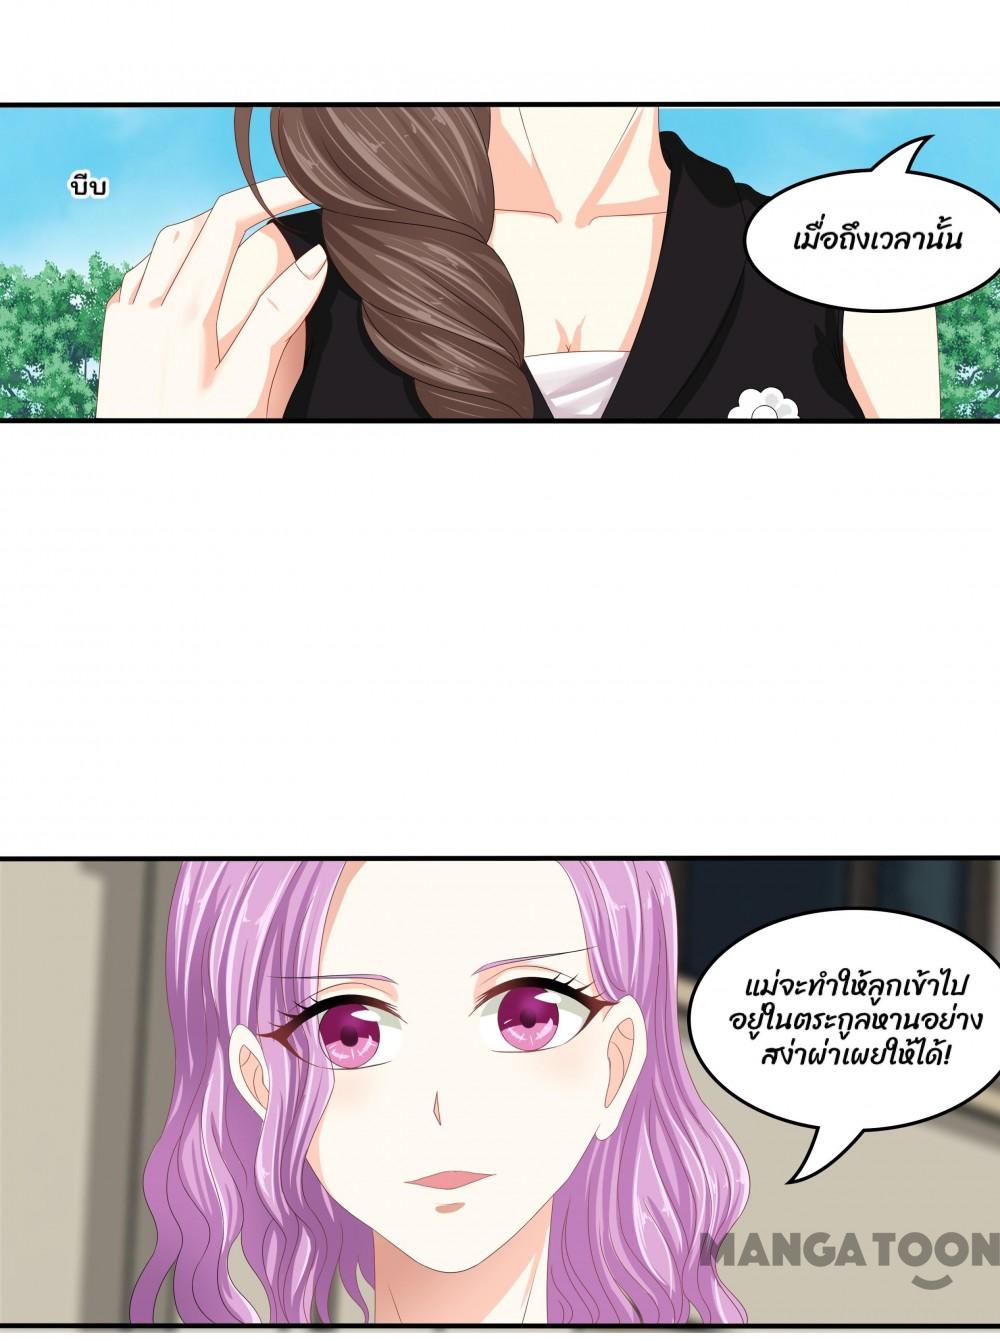 บีบ
เมื่อถึงเวลานั้น
แม่จะทำให้ลูกเข้าไป
อยู่ในตระกูลหานอย่าง
สง่าผ่าเผยให้ได้!
MANGATOON